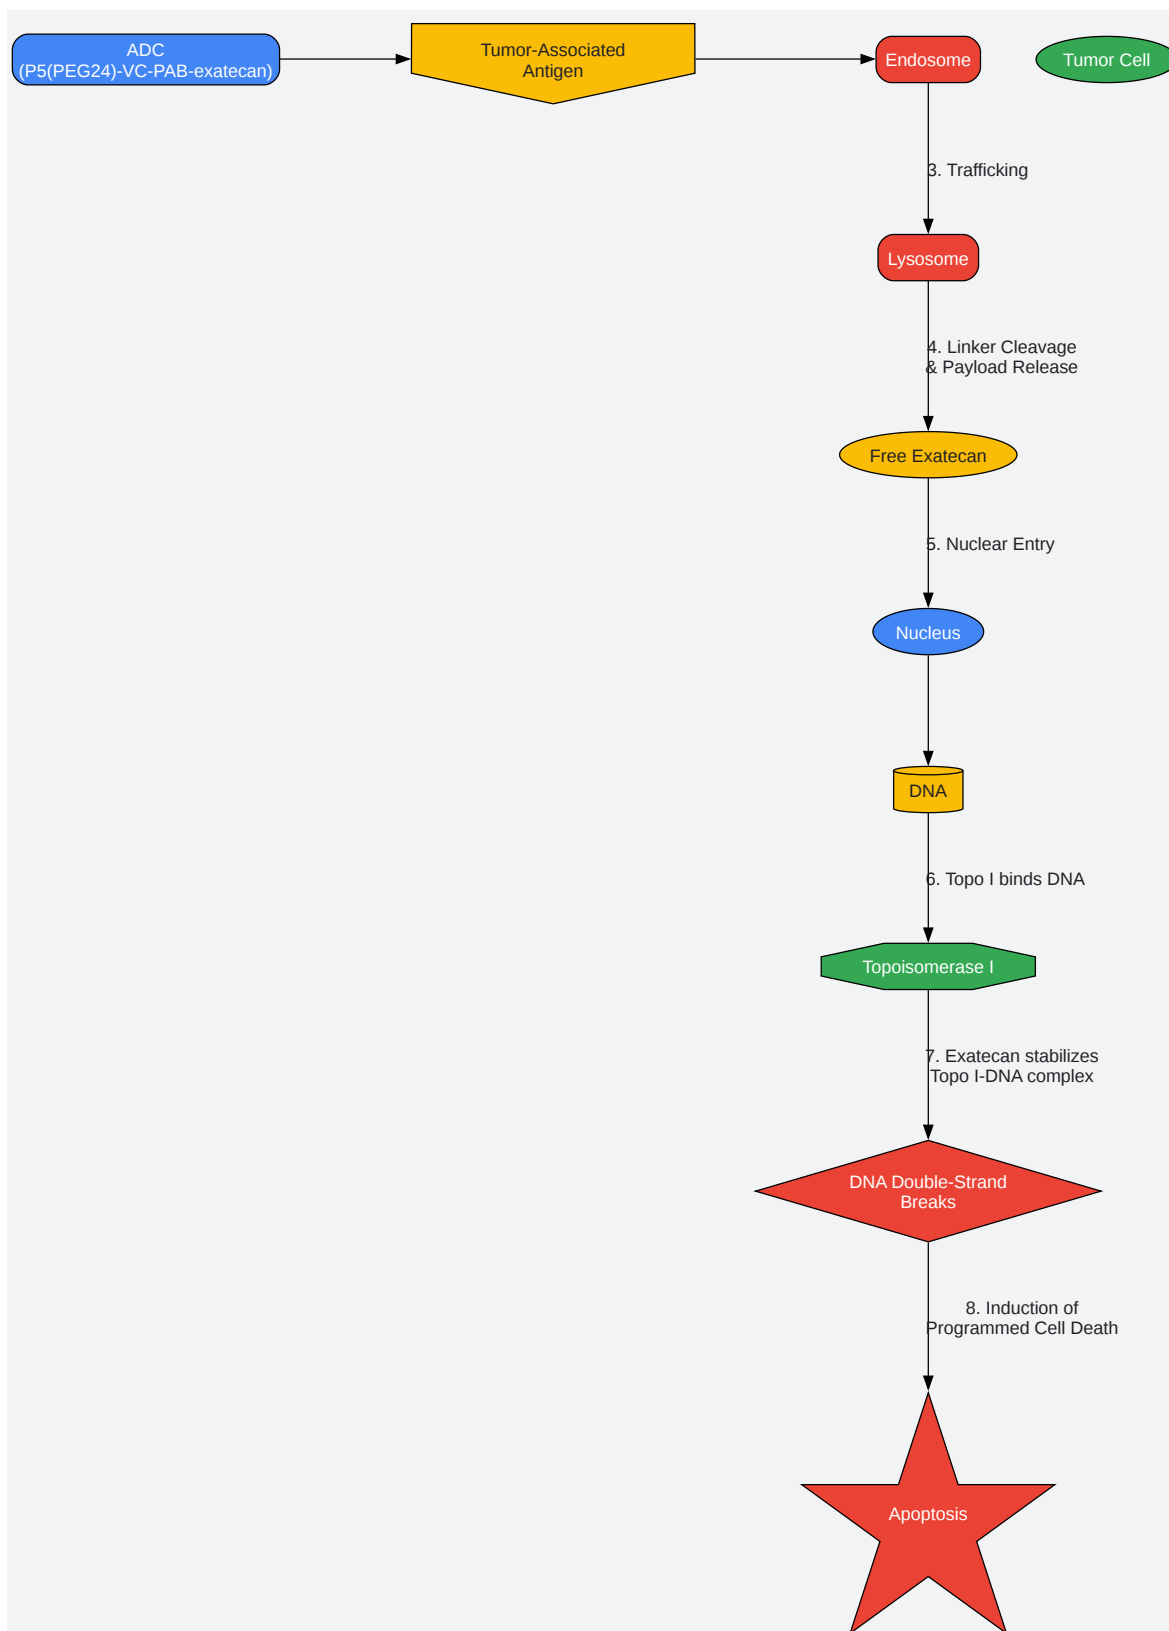 ADC
(P5(PEG24)-VC-PAB-exatecan)
Tumor-Associated
Antigen
Endosome
Tumor Cell
3. Trafficking
Lysosome
4. Linker Cleavage
& Payload Release
Free Exatecan
5. Nuclear Entry
Nucleus
DNA
6. Topo I binds DNA
Topoisomerase I
7. Exatecan stabilizes
Topo I-DNA complex
DNA Double-Strand
Breaks
8. Induction of
Programmed Cell Death
Apoptosis